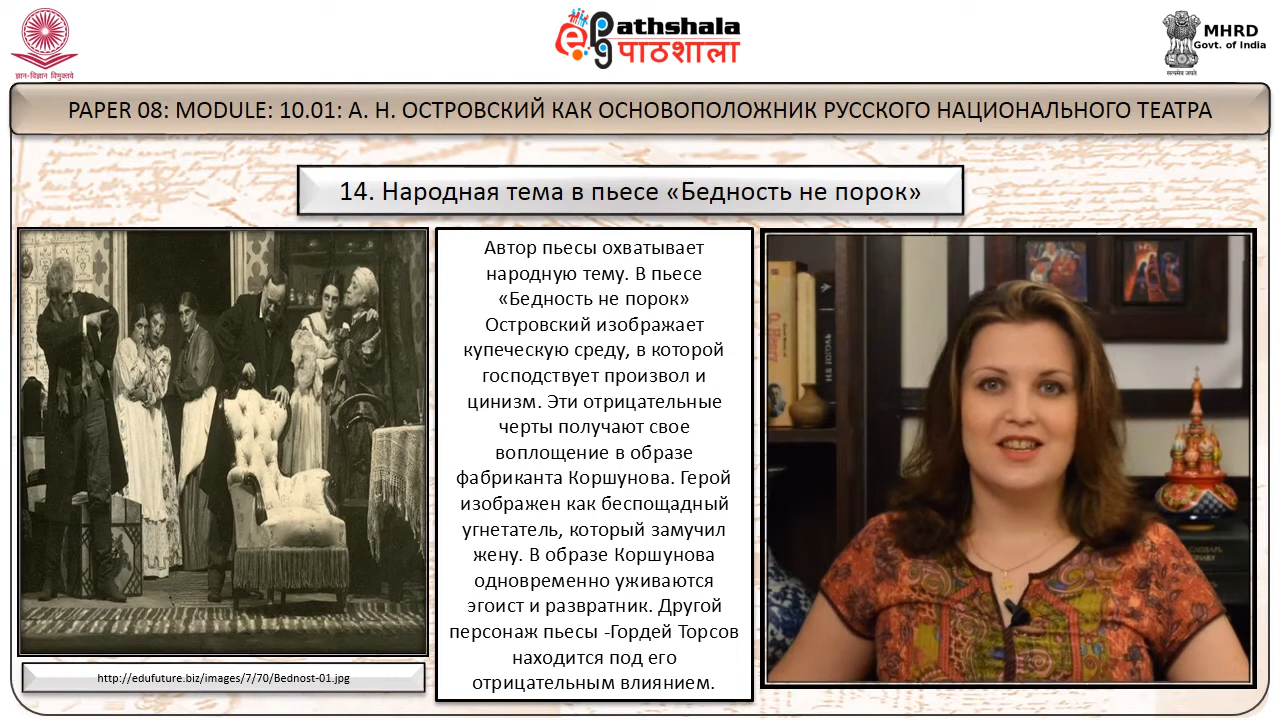 ज्ञान-विज्ञान विमुक्तये
ePathshala
पाठशाला
सत्यमेव जयते
MHRD
Govt. of India
PAPER 08: MODULE: 10.01: А. Н. ОСТРОВСКИЙ КАК ОСНОВОПОЛОЖНИК РУССКОГО НАЦИОНАЛЬНОГО ТЕАТРА
14. Народная тема в пьесе «Бедность не порок»
Автор пьесы охватывает
народную тему. В пьесе
«Бедность не порок»
Островский изображает
купеческую среду, в которой
господствует произвол и
цинизм. Эти отрицательные
черты получают свое
воплощение в образе
фабриканта Коршунова. Герой
изображен как беспощадный
угнетатель, который замучил
жену. В образе Коршунова
одновременно уживаются
эгоист и развратник. Другой
персонаж пьесы -Гордей Торсов
находится под его
отрицательным влиянием.
http://edufuture.biz/images/7/70/Bednost-01.jpg
Н.В.ГОГОЛЬ
СЛОВАРЬ